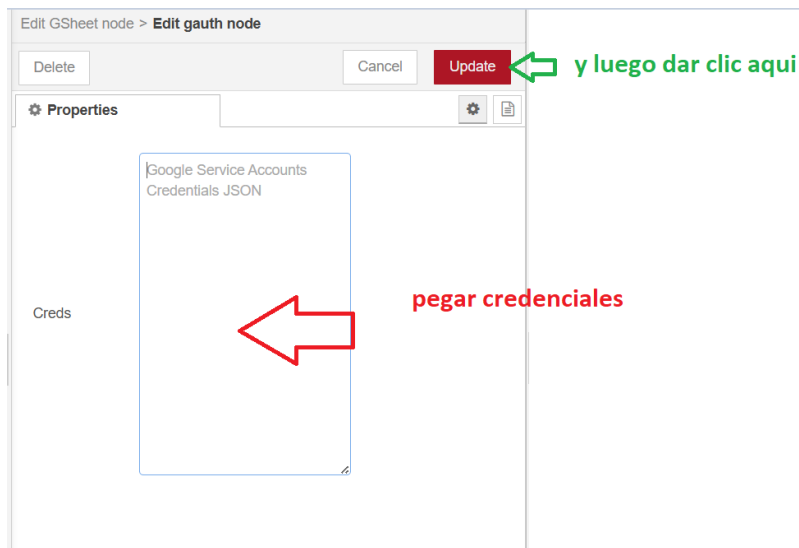 Edit GSheet node > Edit gauth node
Delete
Cancel
Update
y luego dar clic aqui
Properties
Google Service Accounts
Credentials JSON
pegar credenciales
Creds